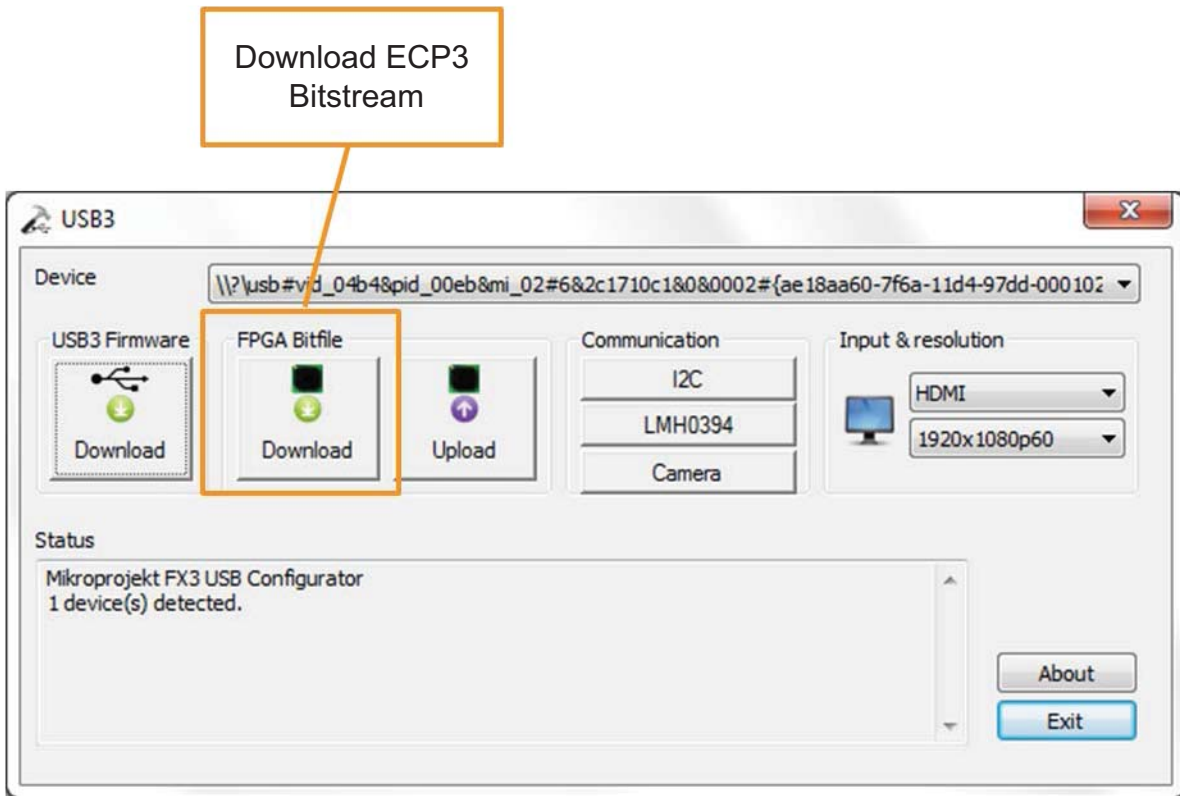 Download ECP3
Bitstream
USB3
Device
\\?\usb#vid_04b4&pid_00eb&mi_02#6&2c1710c1&0&0002#{ae18aa60-7f6a-11d4-97dd-000102
USB3 Firmware
Download
FPGA Bitfile
Download
Upload
Communication
I2C
LMH0394
Camera
Input & resolution
HDMI
1920x1080p60
Status
Mikroprojekt FX3 USB Configurator
1 device(s) detected.
About
Exit